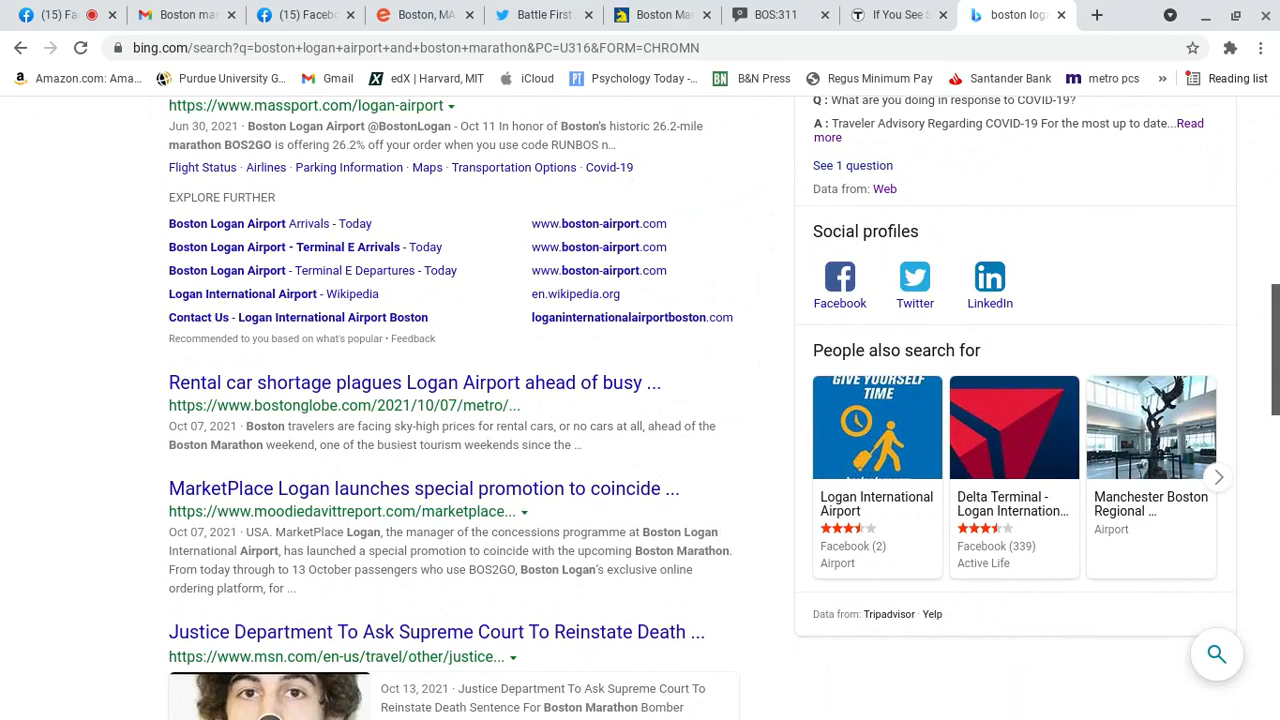 (15) Fa
Boston mar
(15) Facebo
Boston, MA
Battle First
Boston Mar
BOS:311
If You See S
boston loga
bing.com/search?q=boston+logan+airport+and+boston+marathon&PC=U316&FORM=CHROMN
Amazon.com: Ama...
Purdue University G...
Gmail
edX | Harvard, MIT
iCloud
Psychology Today -...
B&N Press
Regus Minimum Pay
Santander Bank
metro pcs
»
Reading list
https://www.massport.com/logan-airport
Jun 30, 2021 · Boston Logan Airport @BostonLogan - Oct 11 In honor of Boston's historic 26.2-mile
marathon BOS2GO is offering 26.2% off your order when you use code RUNBOS n…
Flight Status · Airlines · Parking Information · Maps · Transportation Options · Covid-19
EXPLORE FURTHER
Boston Logan Airport Arrivals - Today www.boston-airport.com
Boston Logan Airport - Terminal E Arrivals - Today www.boston-airport.com
Boston Logan Airport - Terminal E Departures - Today www.boston-airport.com
Logan International Airport - Wikipedia en.wikipedia.org
Contact Us - Logan International Airport Boston loganinternationalairportboston.com
Recommended to you based on what's popular • Feedback
Rental car shortage plagues Logan Airport ahead of busy ...
https://www.bostonglobe.com/2021/10/07/metro/...
Oct 07, 2021 · Boston travelers are facing sky-high prices for rental cars, or no cars at all, ahead of the
Boston Marathon weekend, one of the busiest tourism weekends since the …
MarketPlace Logan launches special promotion to coincide ...
https://www.moodiedavittreport.com/marketplace...
Oct 07, 2021 · USA. MarketPlace Logan, the manager of the concessions programme at Boston Logan
International Airport, has launched a special promotion to coincide with the upcoming Boston Marathon.
From today through to 13 October passengers who use BOS2GO, Boston Logan's exclusive online
ordering platform, for ...
Justice Department To Ask Supreme Court To Reinstate Death ...
https://www.msn.com/en-us/travel/other/justice...
Oct 13, 2021 · Justice Department To Ask Supreme Court To
Reinstate Death Sentence For Boston Marathon Bomber
Q : What are you doing in response to COVID-19?
A : Traveler Advisory Regarding COVID-19 For the most up to date...Read
more
See 1 question
Data from: Web
Social profiles
Facebook
Twitter
LinkedIn
People also search for
GIVE YOURSELF
TIME
Logan International
Airport
Facebook (2)
Airport
Delta Terminal -
Logan Internation...
Facebook (339)
Active Life
Manchester Boston
Regional ...
Airport
Data from: Tripadvisor · Yelp